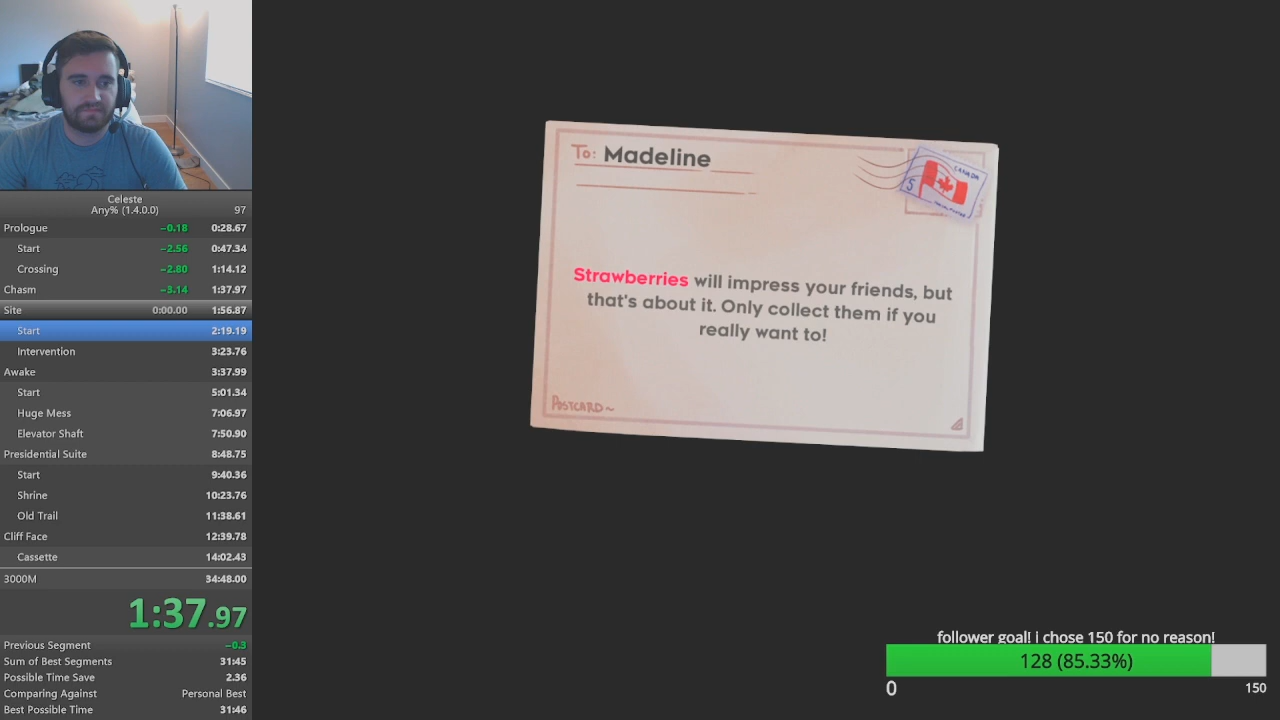 Celeste
Any% (1.4.0.0) 97
Prologue −0.18 0:28.67
Start −2.56 0:47.34
Crossing −2.80 1:14.12
Chasm −3.14 1:37.97
Site 0:00.00 1:56.87
Start 2:19.19
Intervention 3:23.76
Awake 3:37.99
Start 5:01.34
Huge Mess 7:06.97
Elevator Shaft 7:50.90
Presidential Suite 8:48.75
Start 9:40.36
Shrine 10:23.76
Old Trail 11:38.61
Cliff Face 12:39.78
Cassette 14:02.43
3000M 34:48.00
1:37.97
Previous Segment −0.3
Sum of Best Segments 31:45
Possible Time Save 2.36
Comparing Against Personal Best
Best Possible Time 31:46
To: Madeline
CANADA
5
Strawberries will impress your friends, but
that's about it. Only collect them if you
really want to!
POSTCARD~
follower goal! i chose 150 for no reason!
128 (85.33%)
0 150